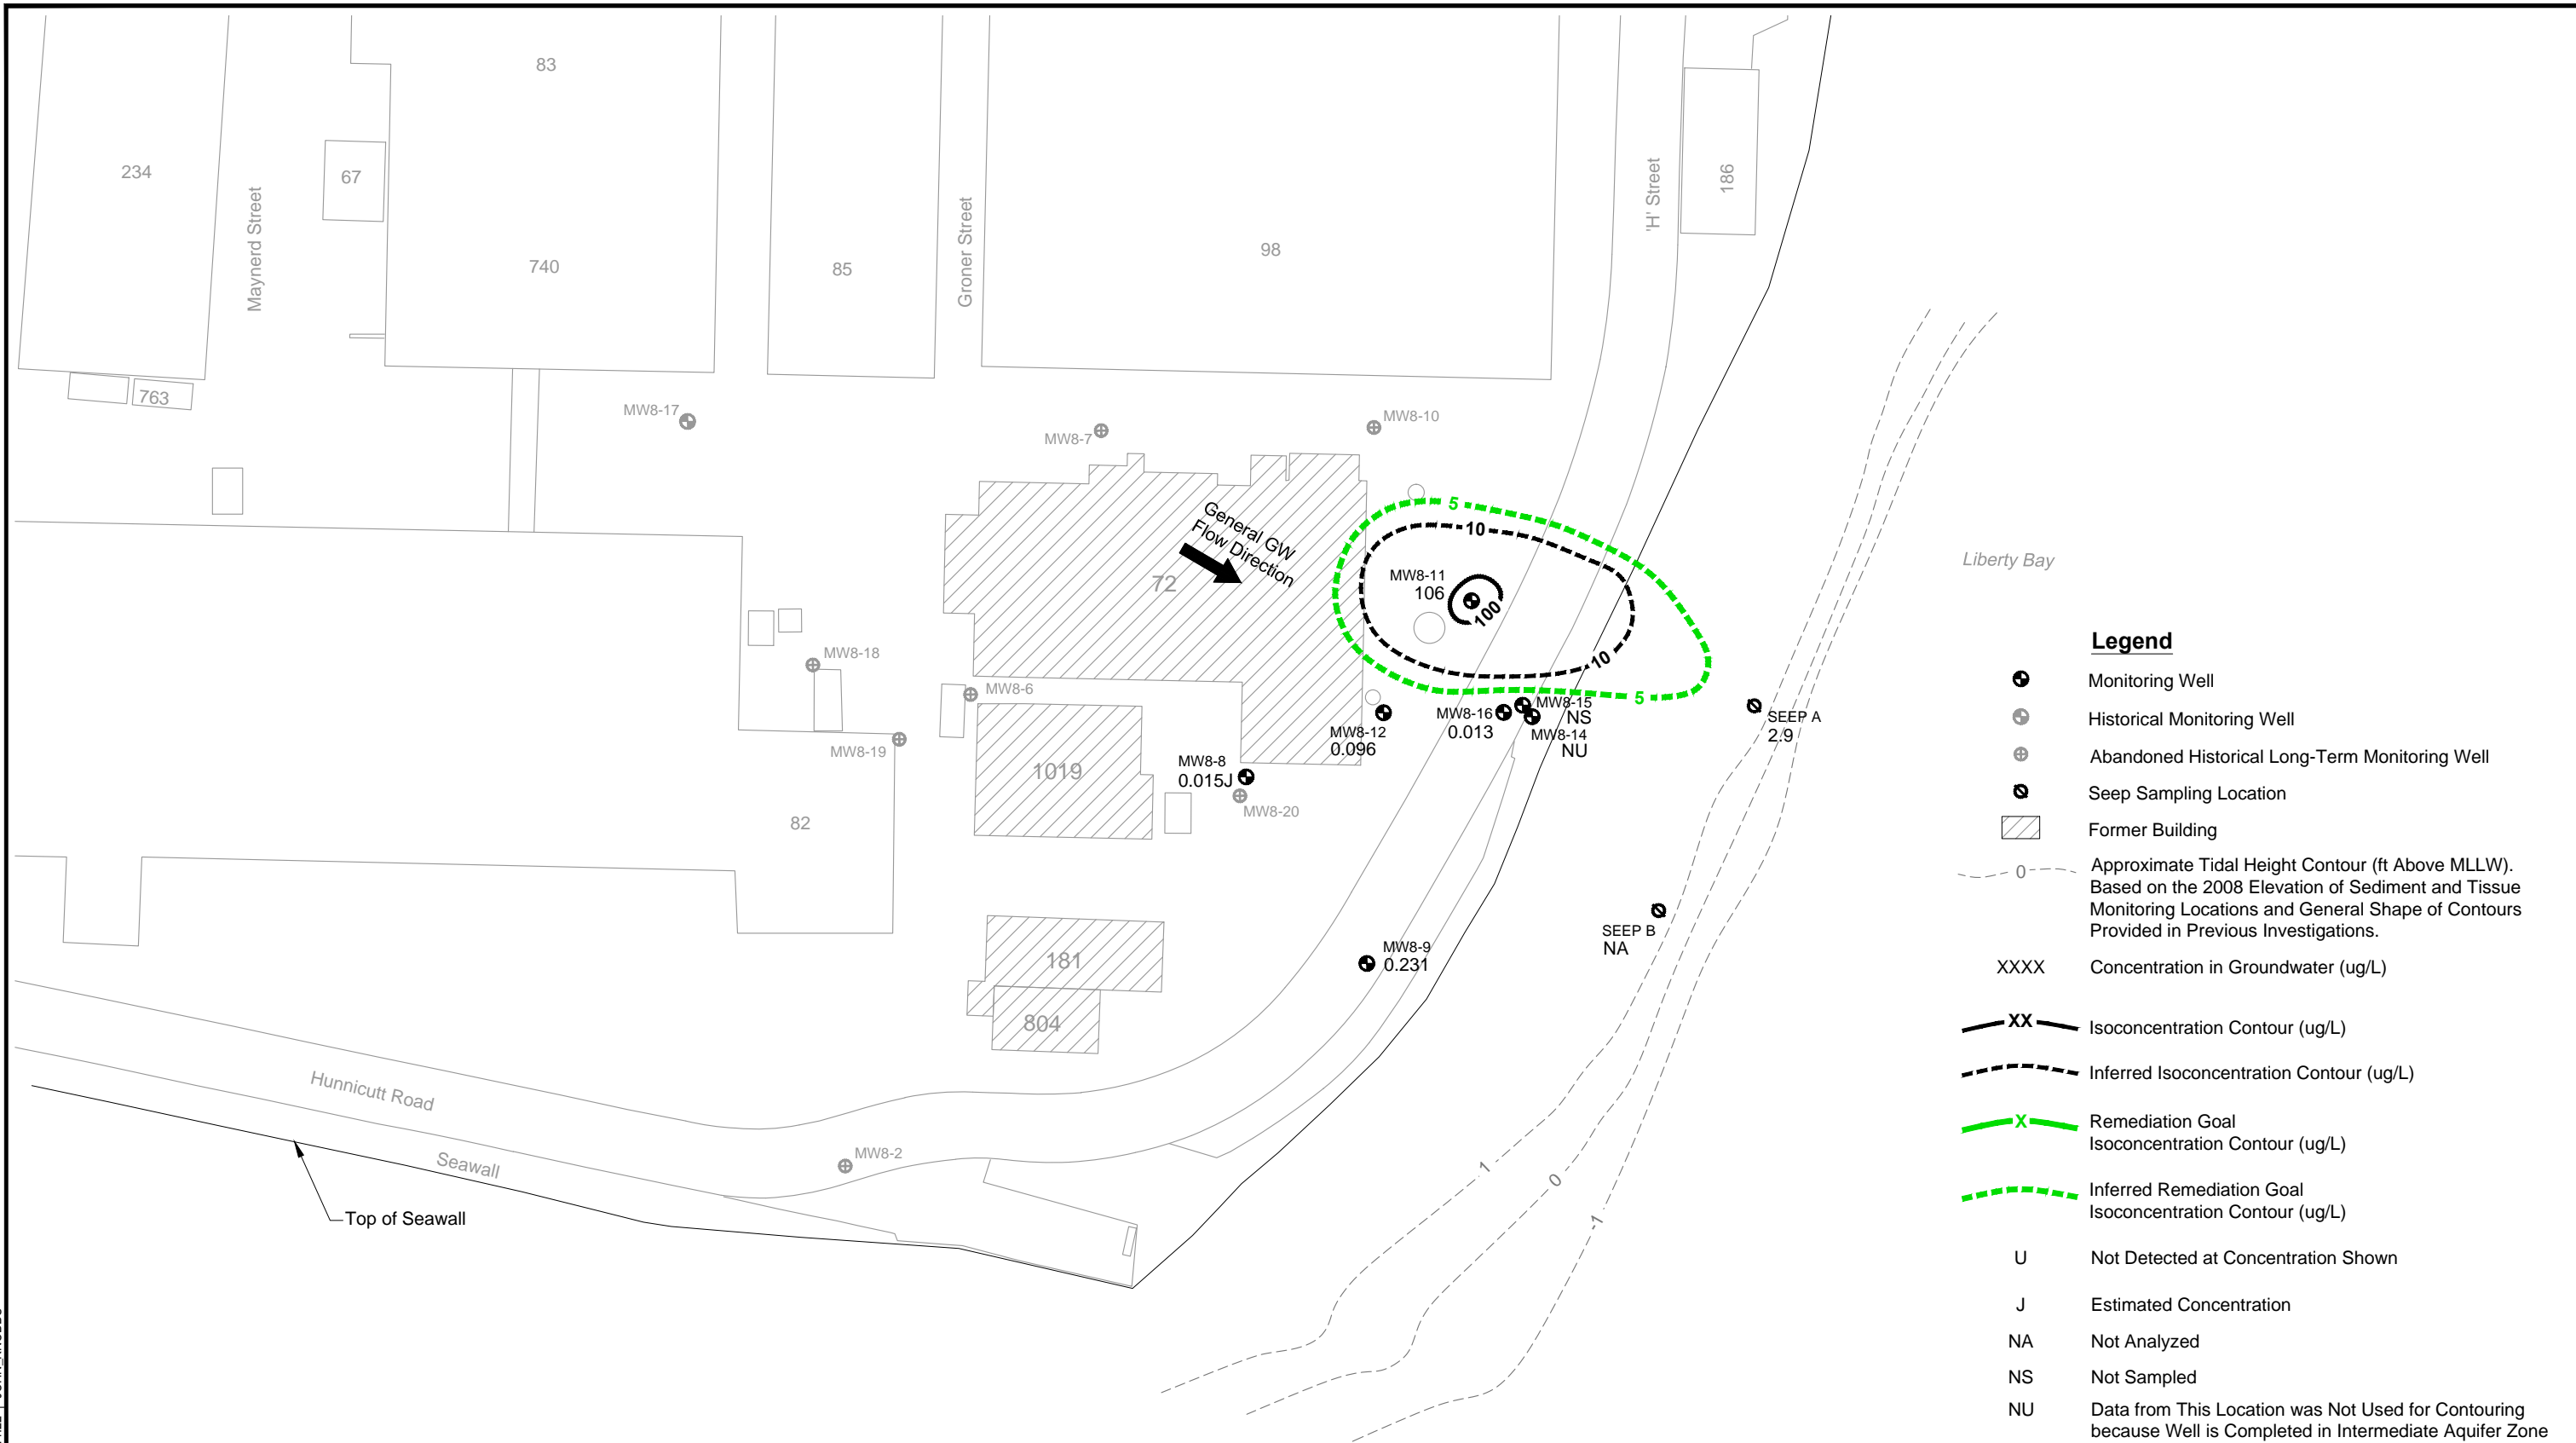 83
234
67
Maynerd Street
740
85
Groner Street
98
'H' Street
186
763
MW8-17
MW8-7
MW8-10
General GW
Flow Direction
72
5
10
MW8-11
106
100
10
5
Liberty Bay
MW8-18
MW8-6
MW8-19
82
1019
MW8-8
0.015J
MW8-20
MW8-12
0.096
MW8-16
0.013
MW8-15
NS
MW8-14
NU
SEEP A
2.9
SEEP B
NA
MW8-9
0.231
181
804
Hunnicutt Road
Seawall
Top of Seawall
MW8-2
1
0
-1
Legend
Monitoring Well
Historical Monitoring Well
Abandoned Historical Long-Term Monitoring Well
Seep Sampling Location
Former Building
0 Approximate Tidal Height Contour (ft Above MLLW).
Based on the 2008 Elevation of Sediment and Tissue
Monitoring Locations and General Shape of Contours
Provided in Previous Investigations.
XXXX Concentration in Groundwater (ug/L)
XX Isoconcentration Contour (ug/L)
Inferred Isoconcentration Contour (ug/L)
X Remediation Goal
Isoconcentration Contour (ug/L)
Inferred Remediation Goal
Isoconcentration Contour (ug/L)
U Not Detected at Concentration Shown
J Estimated Concentration
NA Not Analyzed
NS Not Sampled
NU Data from This Location was Not Used for Contouring
because Well is Completed in Intermediate Aquifer Zone